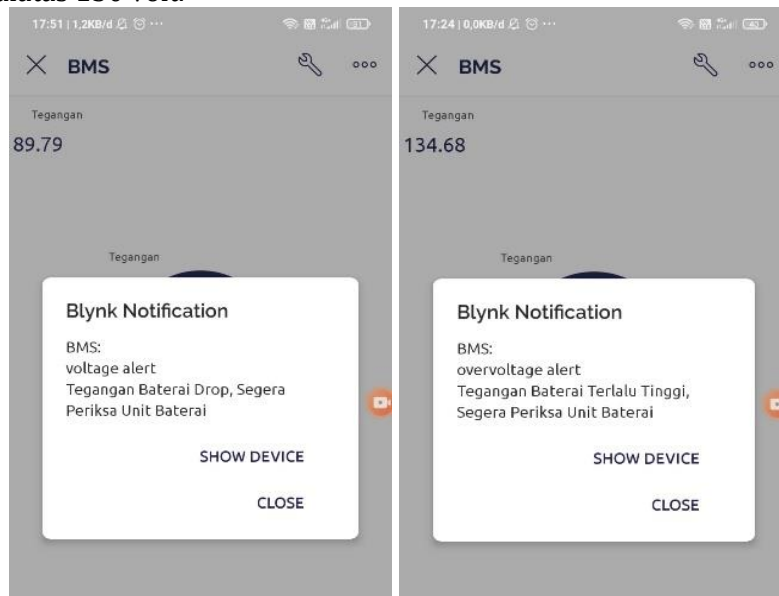 17:51 | 1,2KB/d
BMS
Tegangan
89.79
Tegangan
Blynk Notification
BMS:
voltage alert
Tegangan Baterai Drop, Segera
Periksa Unit Baterai
SHOW DEVICE
CLOSE
17:24 | 0,0KB/d
BMS
Tegangan
134.68
Tegangan
Blynk Notification
BMS:
overvoltage alert
Tegangan Baterai Terlalu Tinggi,
Segera Periksa Unit Baterai
SHOW DEVICE
CLOSE